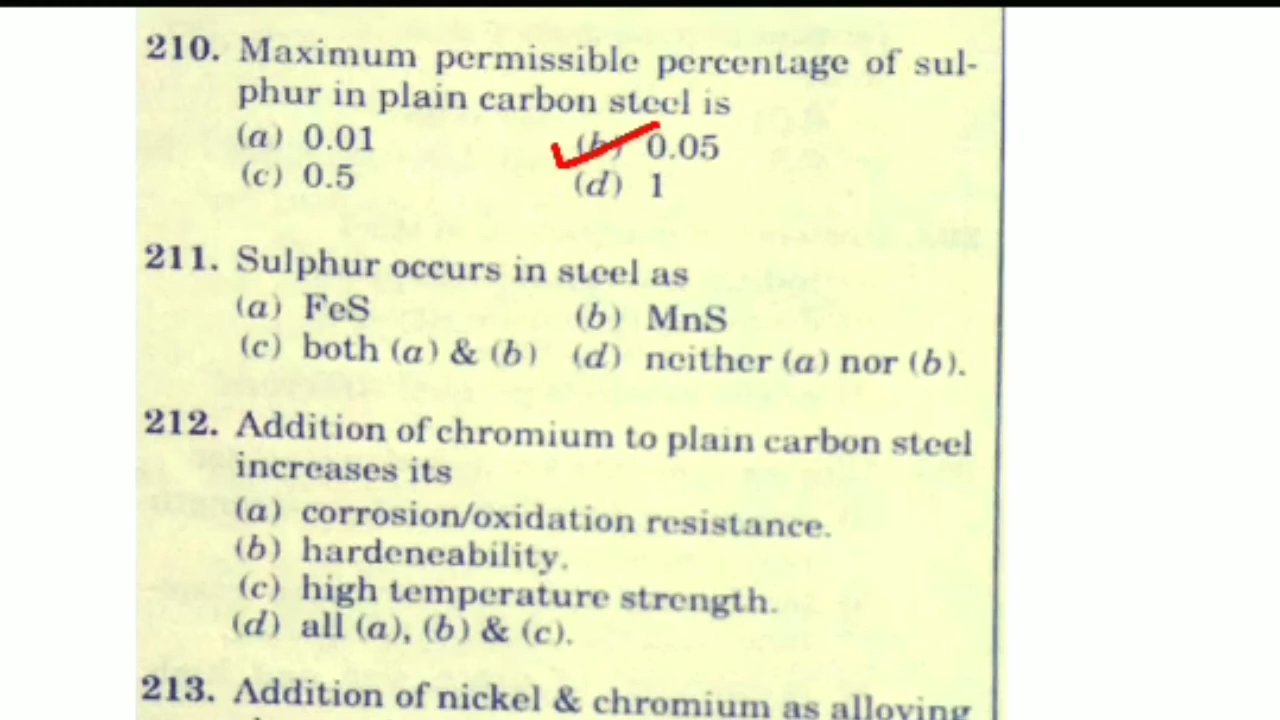 210. Maximum permissible percentage of sul-
phur in plain carbon steel is
(a) 0.01 (b) 0.05
(c) 0.5 (d) 1
211. Sulphur occurs in steel as
(a) FeS (b) MnS
(c) both (a) & (b) (d) neither (a) nor (b).
212. Addition of chromium to plain carbon steel
increases its
(a) corrosion/oxidation resistance.
(b) hardeneability.
(c) high temperature strength.
(d) all (a), (b) & (c).
213. Addition of nickel & chromium as alloying